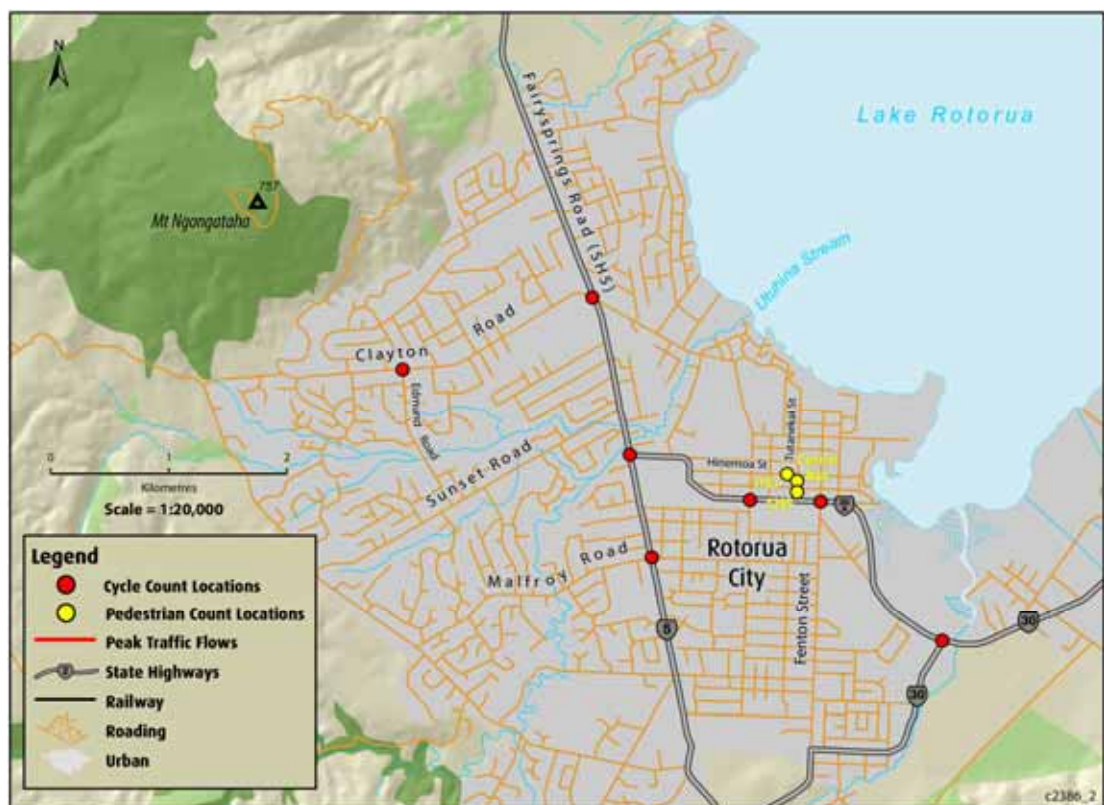 N
Lake Rotorua
Fairysprings Road (SH5)
757
Mt Ngongataha
Utuhina Stream
Clayton Road
Edmund Road
Tutanekai St
Hinemoa St
0 1 2
Kilometres
Scale = 1:20,000
Sunset Road
Malfroy Road
Rotorua
City
Fenton Street
5
30
30
Legend
Cycle Count Locations
Pedestrian Count Locations
Peak Traffic Flows
2
State Highways
Railway
Roading
Urban
c2386_2